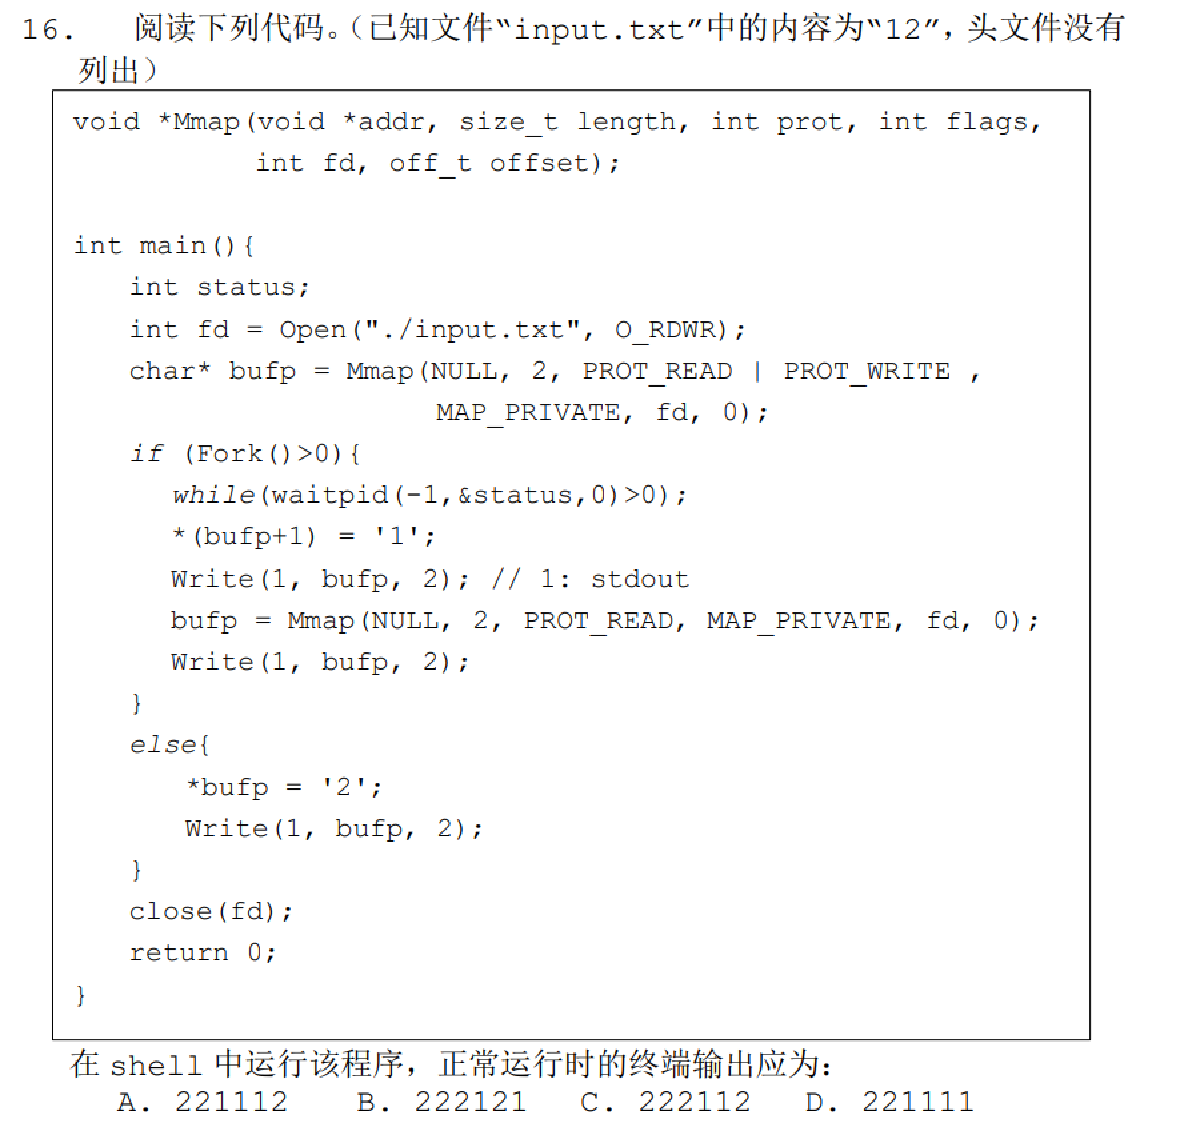 16. 阅读下列代码。（已知文件“input.txt”中的内容为“12”，头文件没有
列出）
void *Mmap(void *addr, size_t length, int prot, int flags,
int fd, off_t offset);
int main(){
int status;
int fd = Open("./input.txt", O_RDWR);
char* bufp = Mmap(NULL, 2, PROT_READ | PROT_WRITE ,
MAP_PRIVATE, fd, 0);
if (Fork()>0){
while(waitpid(-1,&status,0)>0);
*(bufp+1) = '1';
Write(1, bufp, 2); // 1: stdout
bufp = Mmap(NULL, 2, PROT_READ, MAP_PRIVATE, fd, 0);
Write(1, bufp, 2);
}
else{
*bufp = '2';
Write(1, bufp, 2);
}
close(fd);
return 0;
}
在 shell 中运行该程序，正常运行时的终端输出应为：
A. 221112 B. 222121 C. 222112 D. 221111